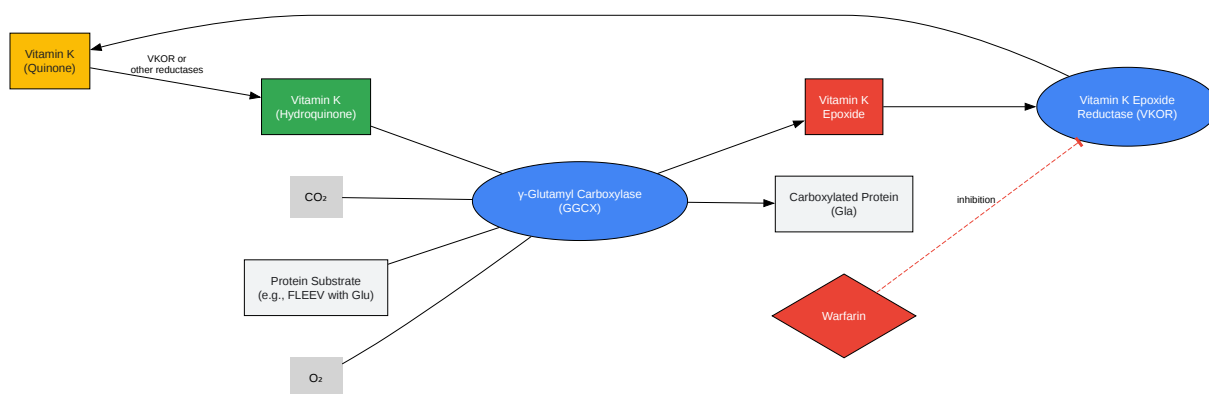 Vitamin K
(Quinone)
VKOR or
other reductases
Vitamin K
(Hydroquinone)
Vitamin K
Epoxide
Vitamin K Epoxide
Reductase (VKOR)
CO₂
γ-Glutamyl Carboxylase
(GGCX)
Carboxylated Protein
(Gla)
inhibition
Protein Substrate
(e.g., FLEEV with Glu)
Warfarin
O₂